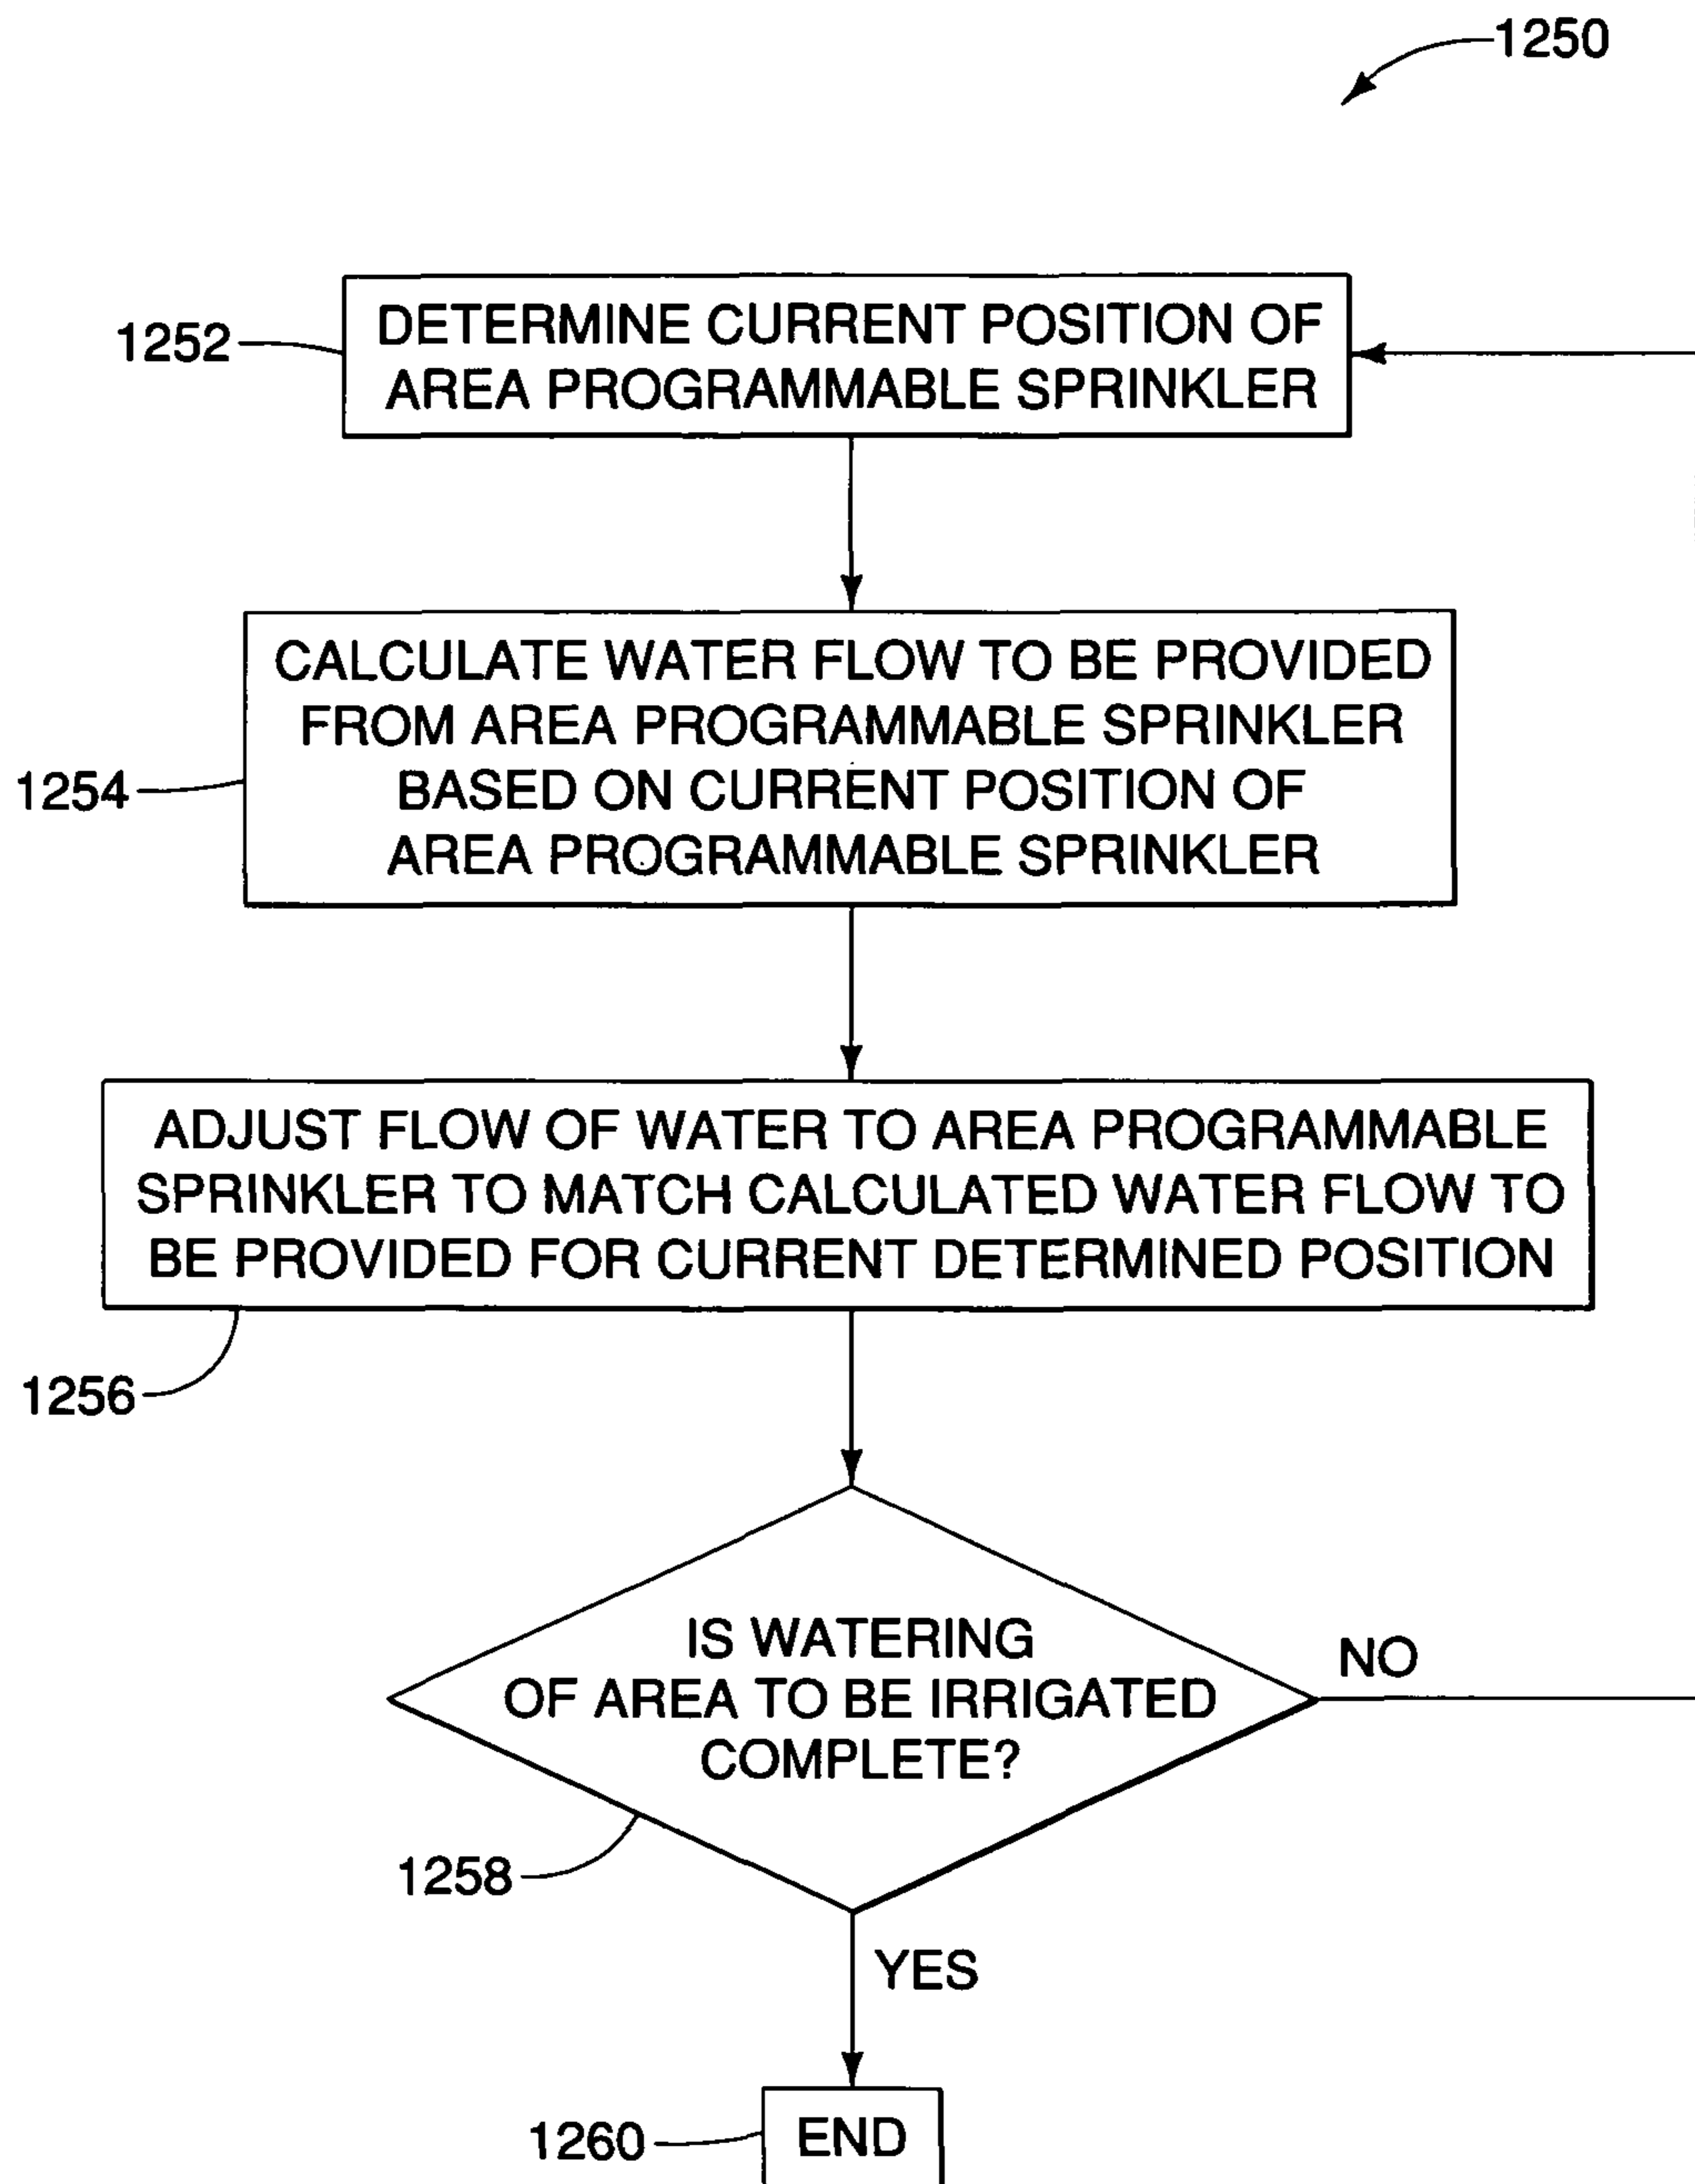 1250
1252
DETERMINE CURRENT POSITION OF
AREA PROGRAMMABLE SPRINKLER
1254
CALCULATE WATER FLOW TO BE PROVIDED
FROM AREA PROGRAMMABLE SPRINKLER
BASED ON CURRENT POSITION OF
AREA PROGRAMMABLE SPRINKLER
ADJUST FLOW OF WATER TO AREA PROGRAMMABLE
SPRINKLER TO MATCH CALCULATED WATER FLOW TO
BE PROVIDED FOR CURRENT DETERMINED POSITION
1256
IS WATERING
OF AREA TO BE IRRIGATED
COMPLETE?
NO
1258
YES
1260
END